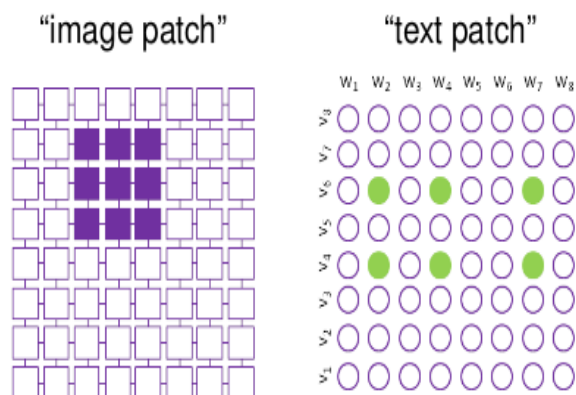 “image patch”
“text patch”
w₁ w₂ w₃ w₄ w₅ w₆ w₇ w₈
v₈
v₇
v₆
v₅
v₄
v₃
v₂
v₁